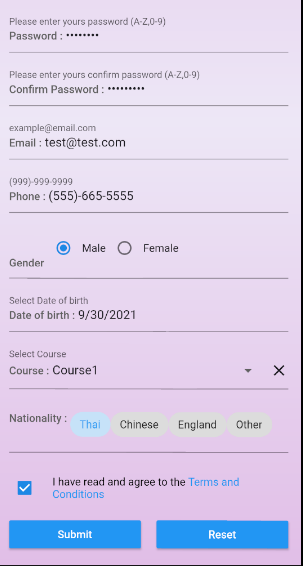 Please enter yours password (A-Z,0-9)
Password : ••••••••
Please enter yours confirm password (A-Z,0-9)
Confirm Password : •••••••••
example@email.com
Email : test@test.com
(999)-999-9999
Phone : (555)-665-5555
Male Female
Gender
Select Date of birth
Date of birth : 9/30/2021
Select Course
Course : Course1
Nationality : Thai Chinese England Other
I have read and agree to the Terms and
Conditions
Submit Reset